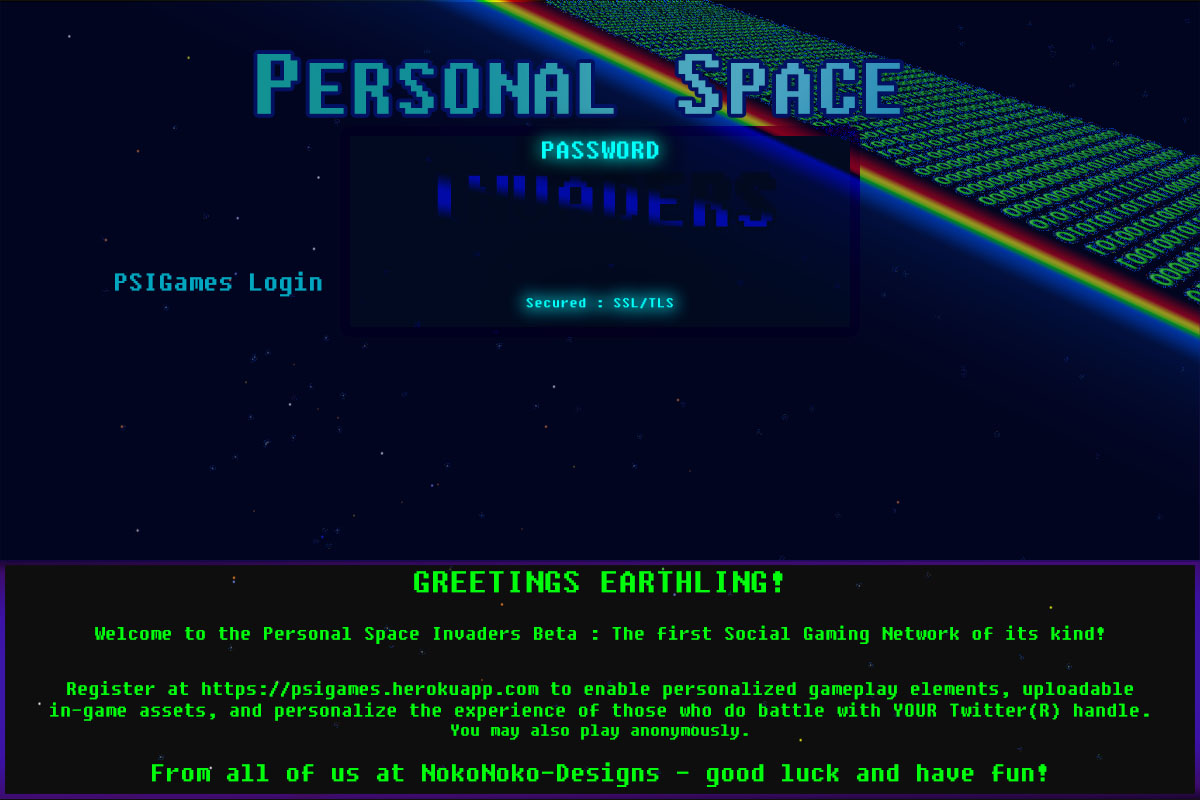 Personal Space
PASSWORD
INVADERS
PSIGames Login
Secured : SSL/TLS
GREETINGS EARTHLING!
Welcome to the Personal Space Invaders Beta : The first Social Gaming Network of its kind!
Register at https://psigames.herokuapp.com to enable personalized gameplay elements, uploadable
in-game assets, and personalize the experience of those who do battle with YOUR Twitter(R) handle.
You may also play anonymously.
From all of us at NokoNoko-Designs - good luck and have fun!